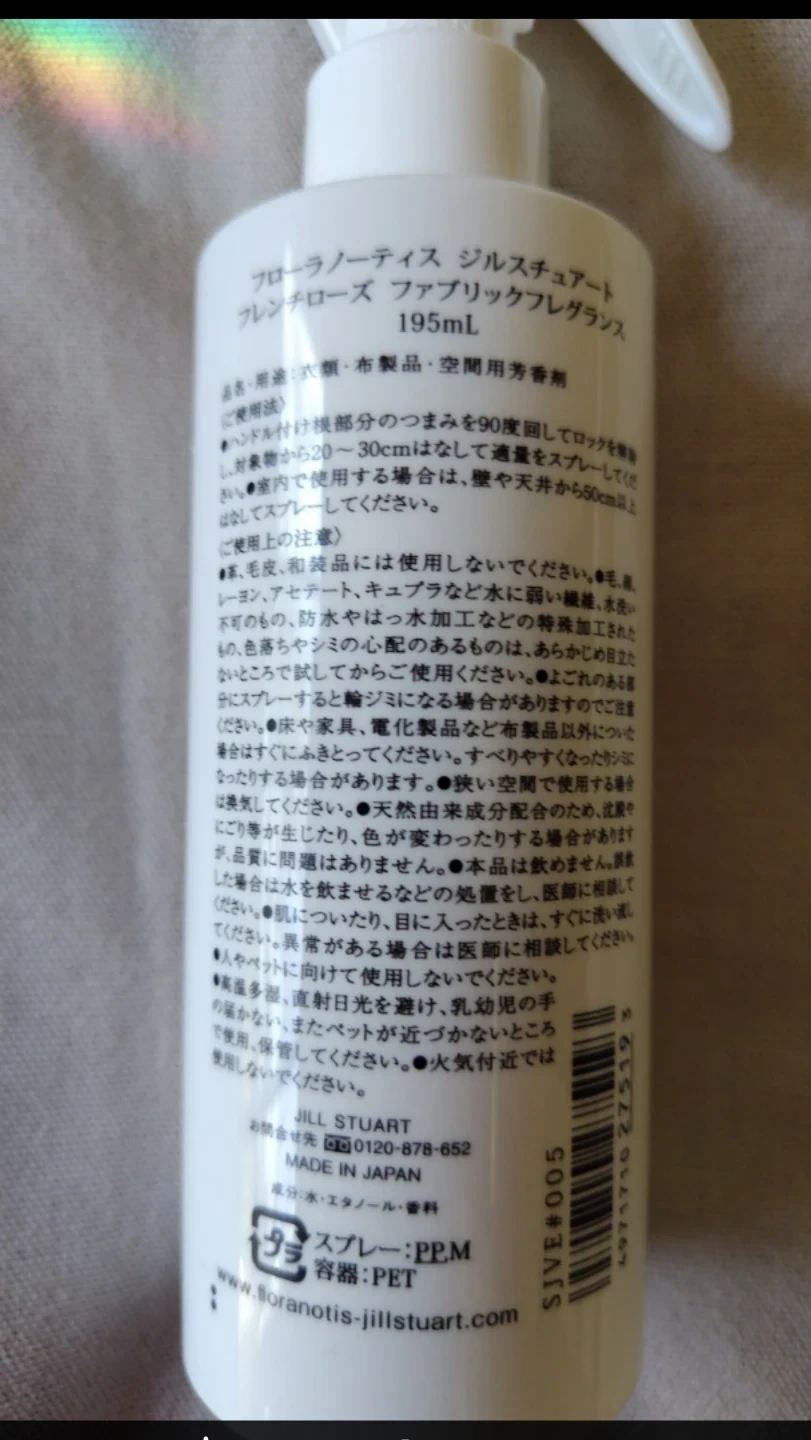 フローラノーティス ジルスチュアート
フレンチローズ ファブリックフレグランス
195mL
品名・用途:衣類・布製品・空間用芳香剤
〈ご使用法〉
●ハンドル付け根部分のつまみを90度回してロックを解除
し、対象物から20～30cmはなして適量をスプレーしてくだ
さい。●室内で使用する場合は、壁や天井から50cm以上
はなしてスプレーしてください。
〈ご使用上の注意〉
●革、毛皮、和装品には使用しないでください。●毛、絹、
レーヨン、アセテート、キュプラなど水に弱い繊維、水洗い
不可のもの、防水やはっ水加工などの特殊加工された
もの、色落ちやシミの心配のあるものは、あらかじめ目立た
ないところで試してからご使用ください。●よごれのある部
分にスプレーすると輪ジミになる場合がありますのでご注意
ください。●床や家具、電化製品など布製品以外についた
場合はすぐにふきとってください。すべりやすくなったりシミに
なったりする場合があります。●狭い空間で使用する場合
は換気してください。●天然由来成分配合のため、沈殿や
にごり等が生じたり、色が変わったりする場合があります
が、品質に問題はありません。●本品は飲めません。誤飲
した場合は水を飲ませるなどの処置をし、医師に相談して
ください。●肌についたり、目に入ったときは、すぐに洗い流し
てください。異常がある場合は医師に相談してください。
●人やペットに向けて使用しないでください。
●高温多湿、直射日光を避け、乳幼児の手
の届かない、またペットが近づかないところ
で使用、保管してください。●火気付近では
使用しないでください。
JILL STUART
お問合せ先 0120-878-652
MADE IN JAPAN
成分:水・エタノール・香料
プラ
スプレー:PP,M
容器:PET
www.floranotis-jillstuart.com
SJVE#005
4971710 275193